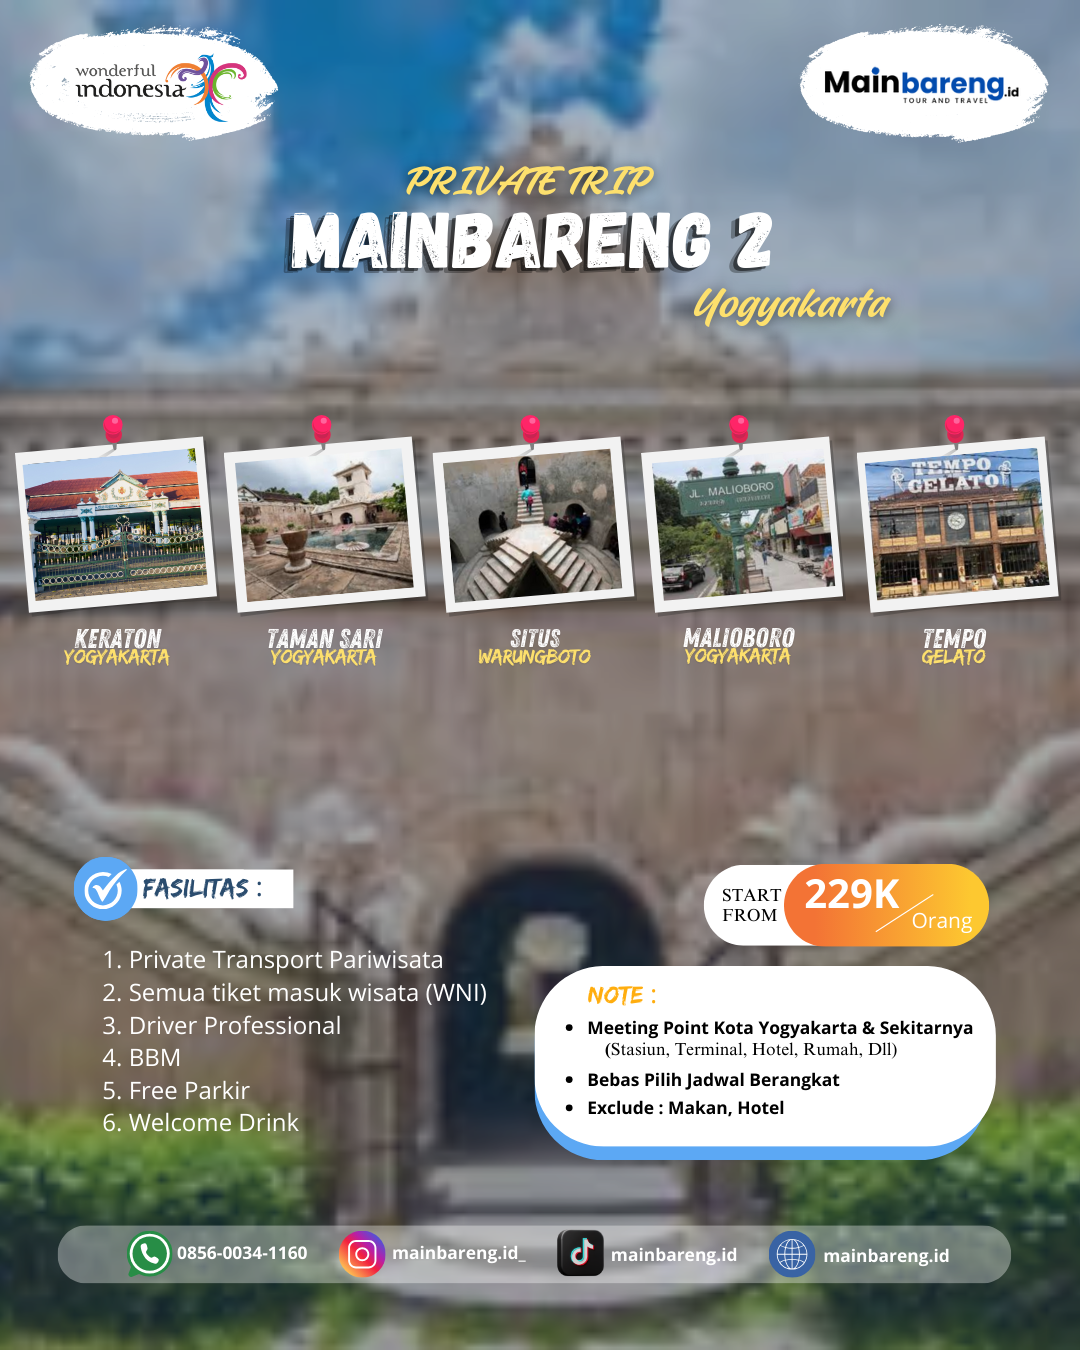 wonderful
indonesia
Mainbareng.id
TOUR AND TRAVEL
PRIVATE TRIP
MAINBARENG 2
Yogyakarta
JL. MALIOBORO
TEMPO
GELATO
KERATON
YOGYAKARTA
TAMAN SARI
YOGYAKARTA
SITUS
WARUNGBOTO
MALIOBORO
YOGYAKARTA
TEMPO
GELATO
FASILITAS :
1. Private Transport Pariwisata
2. Semua tiket masuk wisata (WNI)
3. Driver Professional
4. BBM
5. Free Parkir
6. Welcome Drink
START
FROM
229K
Orang
NOTE :
• Meeting Point Kota Yogyakarta & Sekitarnya
(Stasiun, Terminal, Hotel, Rumah, Dll)
• Bebas Pilih Jadwal Berangkat
• Exclude : Makan, Hotel
0856-0034-1160
mainbareng.id_
mainbareng.id
mainbareng.id